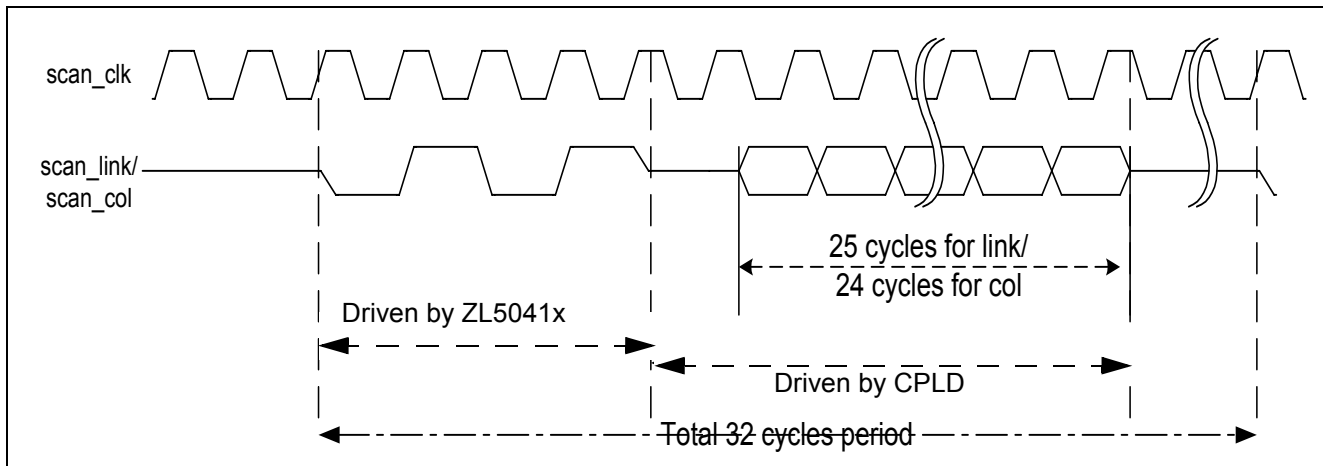 scan_clk
scan_link/
scan_col
25 cycles for link/
24 cycles for col
Driven by ZL5041x
Driven by CPLD
Total 32 cycles period